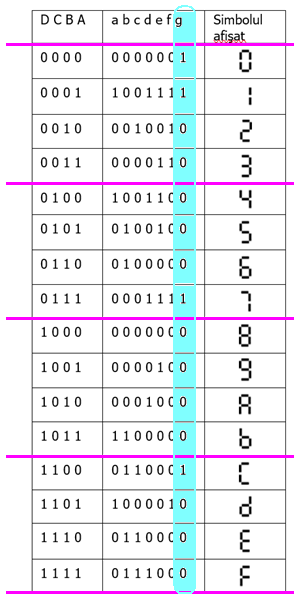 D C B A a b c d e f g Simbolul
afişat
0 0 0 0 0 0 0 0 0 0 1 0
0 0 0 1 1 0 0 1 1 1 1 1
0 0 1 0 0 0 1 0 0 1 0 2
0 0 1 1 0 0 0 0 1 1 0 3
0 1 0 0 1 0 0 1 1 0 0 4
0 1 0 1 0 1 0 0 1 0 0 5
0 1 1 0 0 1 0 0 0 0 0 6
0 1 1 1 0 0 0 1 1 1 1 7
1 0 0 0 0 0 0 0 0 0 0 8
1 0 0 1 0 0 0 0 1 0 0 9
1 0 1 0 0 0 0 1 0 0 0 A
1 0 1 1 1 1 0 0 0 0 0 b
1 1 0 0 0 1 1 0 0 0 1 C
1 1 0 1 1 0 0 0 0 1 0 d
1 1 1 0 0 1 1 0 0 0 0 E
1 1 1 1 0 1 1 1 0 0 0 F